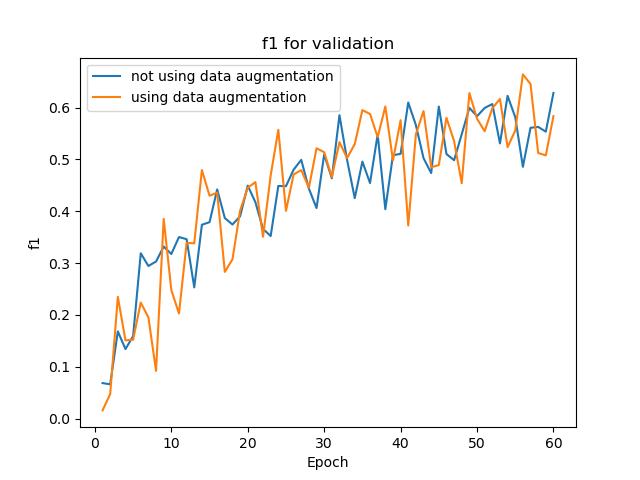 f1 for validation
not using data augmentation
using data augmentation
f1
0.6
0.5
0.4
0.3
0.2
0.1
0.0
0 10 20 30 40 50 60
Epoch